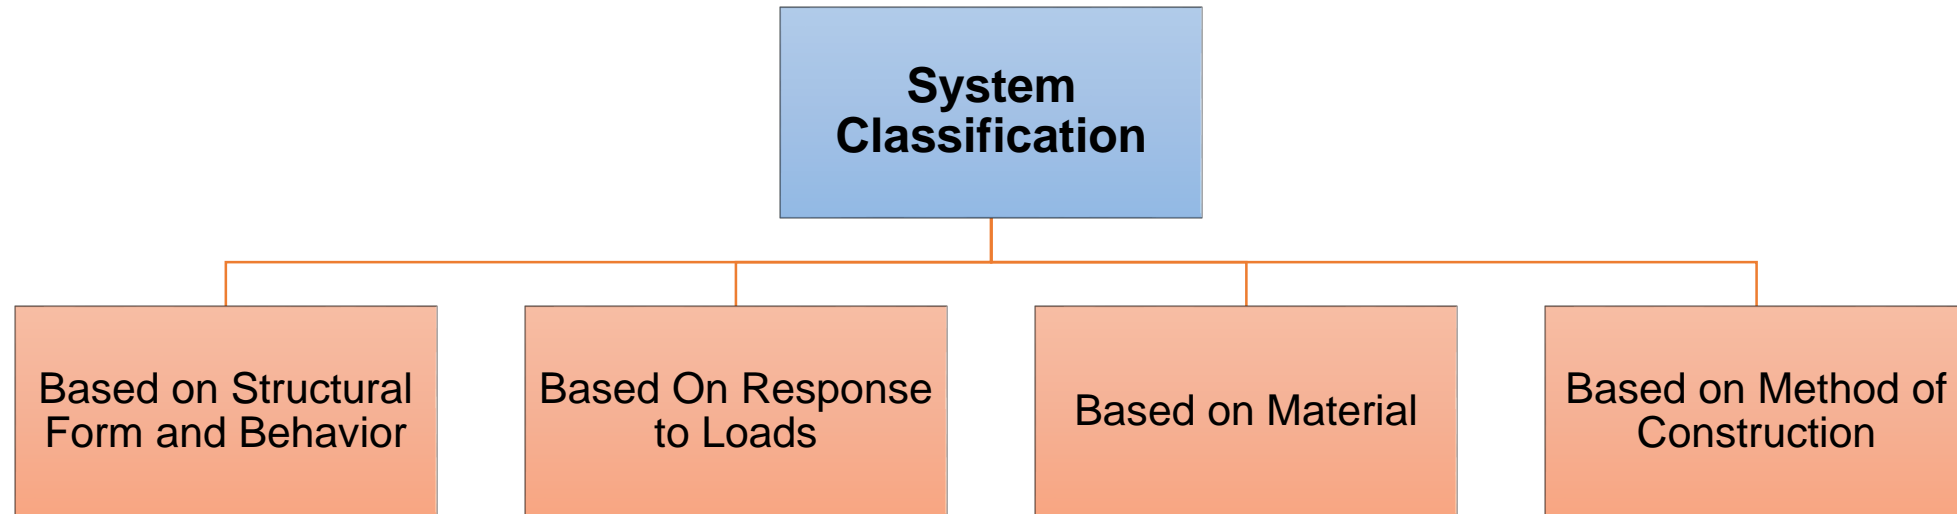 System
Classification
Based on Structural
Form and Behavior
Based On Response
to Loads
Based on Material
Based on Method of
Construction